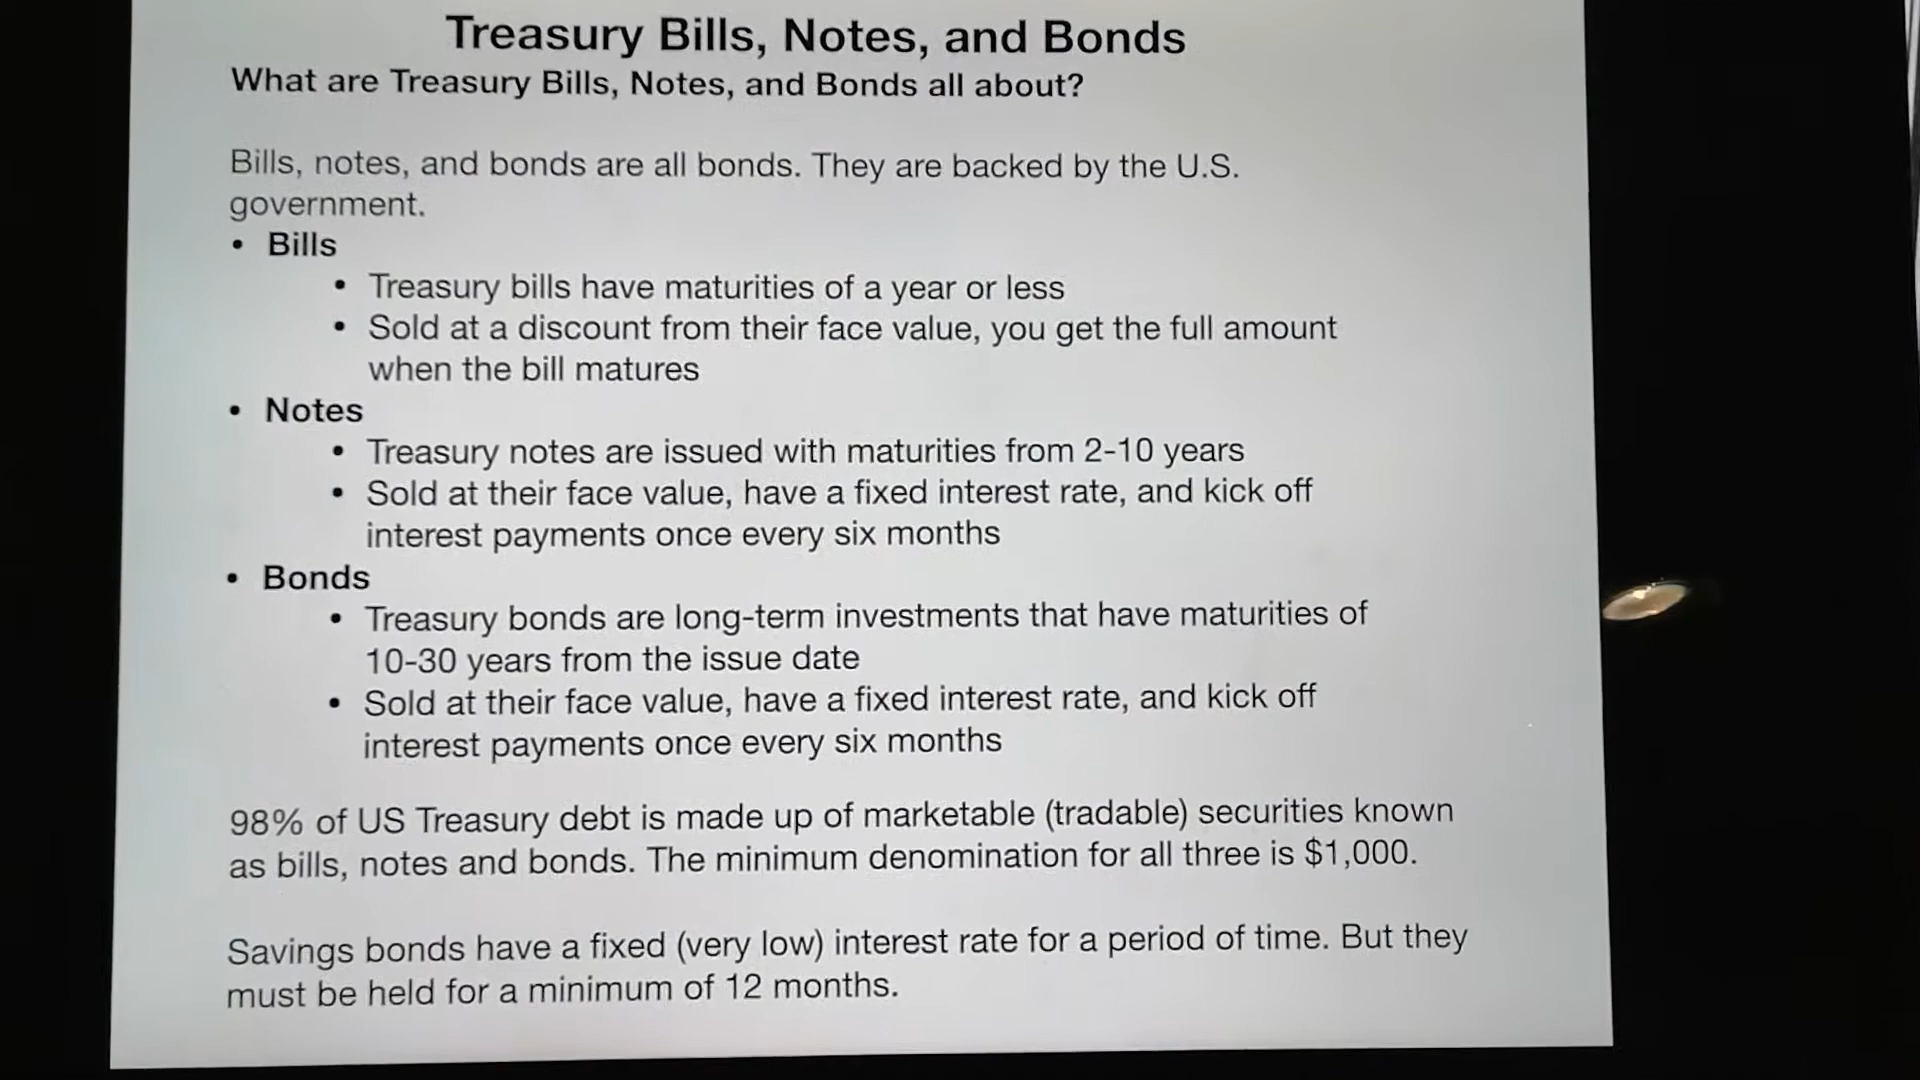 Treasury Bills, Notes, and Bonds
What are Treasury Bills, Notes, and Bonds all about?
Bills, notes, and bonds are all bonds. They are backed by the U.S.
government.
• Bills
• Treasury bills have maturities of a year or less
• Sold at a discount from their face value, you get the full amount
when the bill matures
• Notes
• Treasury notes are issued with maturities from 2-10 years
• Sold at their face value, have a fixed interest rate, and kick off
interest payments once every six months
• Bonds
• Treasury bonds are long-term investments that have maturities of
10-30 years from the issue date
• Sold at their face value, have a fixed interest rate, and kick off
interest payments once every six months
98% of US Treasury debt is made up of marketable (tradable) securities known
as bills, notes and bonds. The minimum denomination for all three is $1,000.
Savings bonds have a fixed (very low) interest rate for a period of time. But they
must be held for a minimum of 12 months.